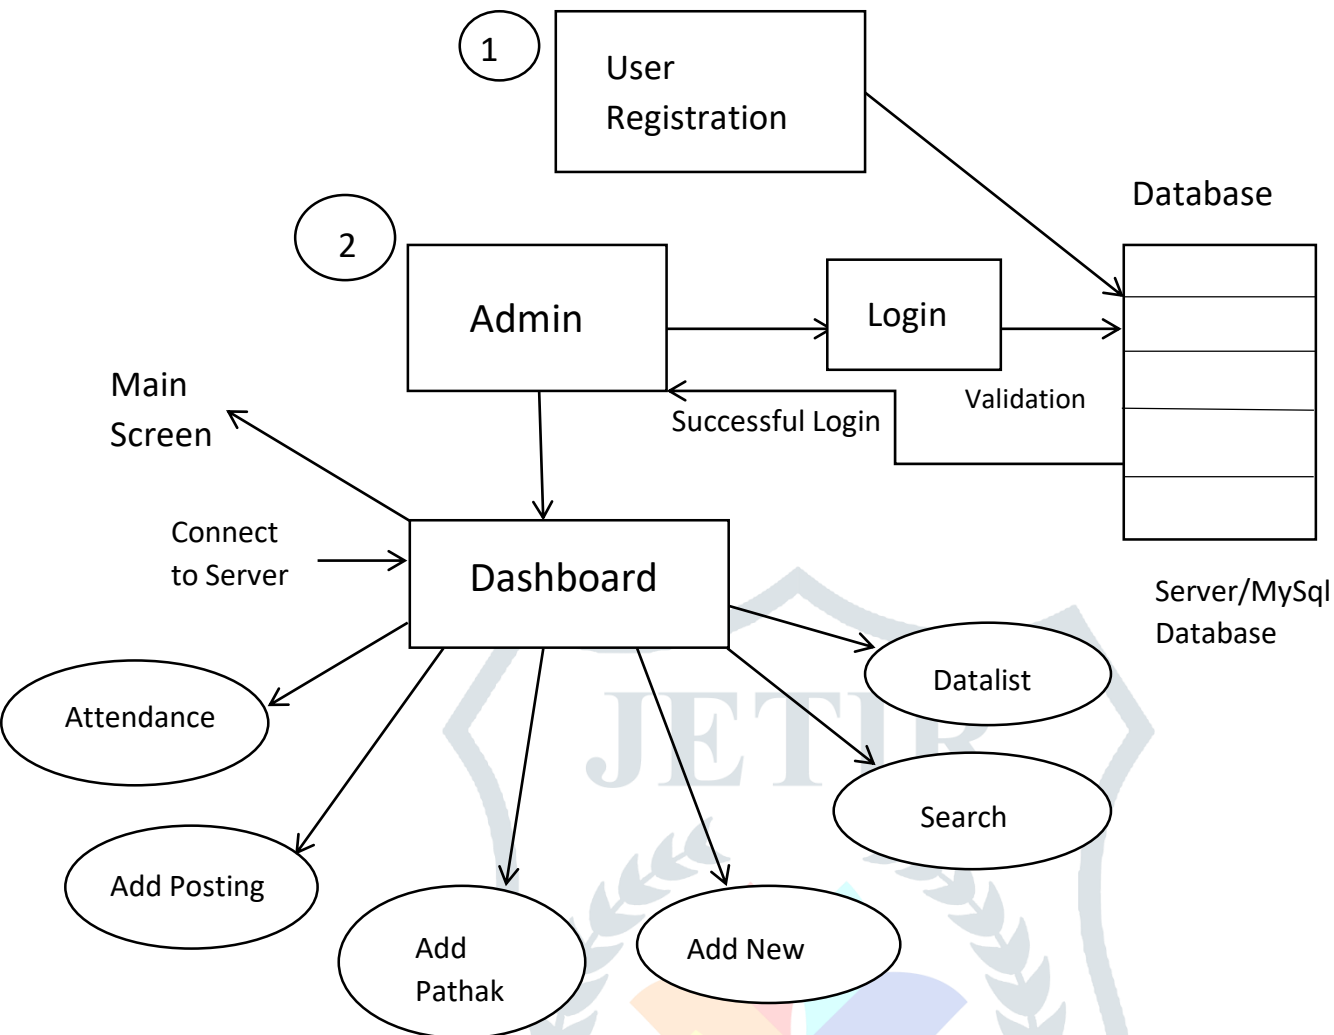 1
User
Registration
Database
2
Admin
Login
Main
Screen
Successful Login
Validation
Connect
to Server
Dashboard
Server/MySql
Database
Datalist
Attendance
JETIR
Search
Add Posting
Add
Pathak
Add New